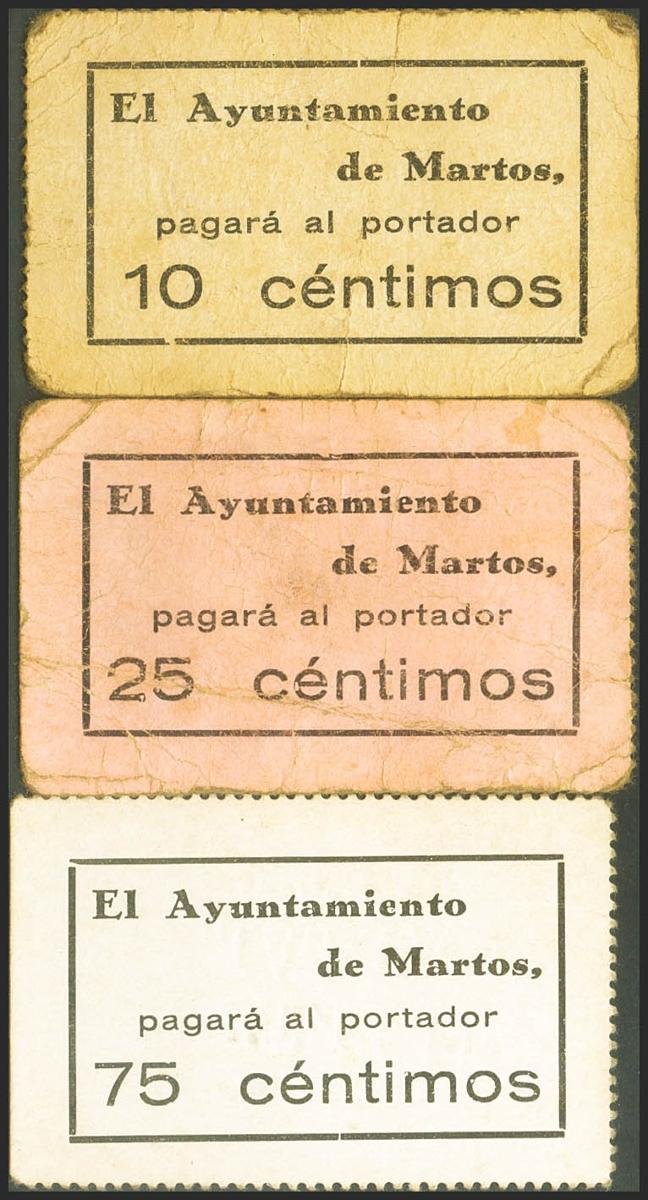 El Ayuntamiento
de Martos,
pagará al portador
10 céntimos
El Ayuntamiento
de Martos,
pagará al portador
25 céntimos
El Ayuntamiento
de Martos,
pagará al portador
75 céntimos